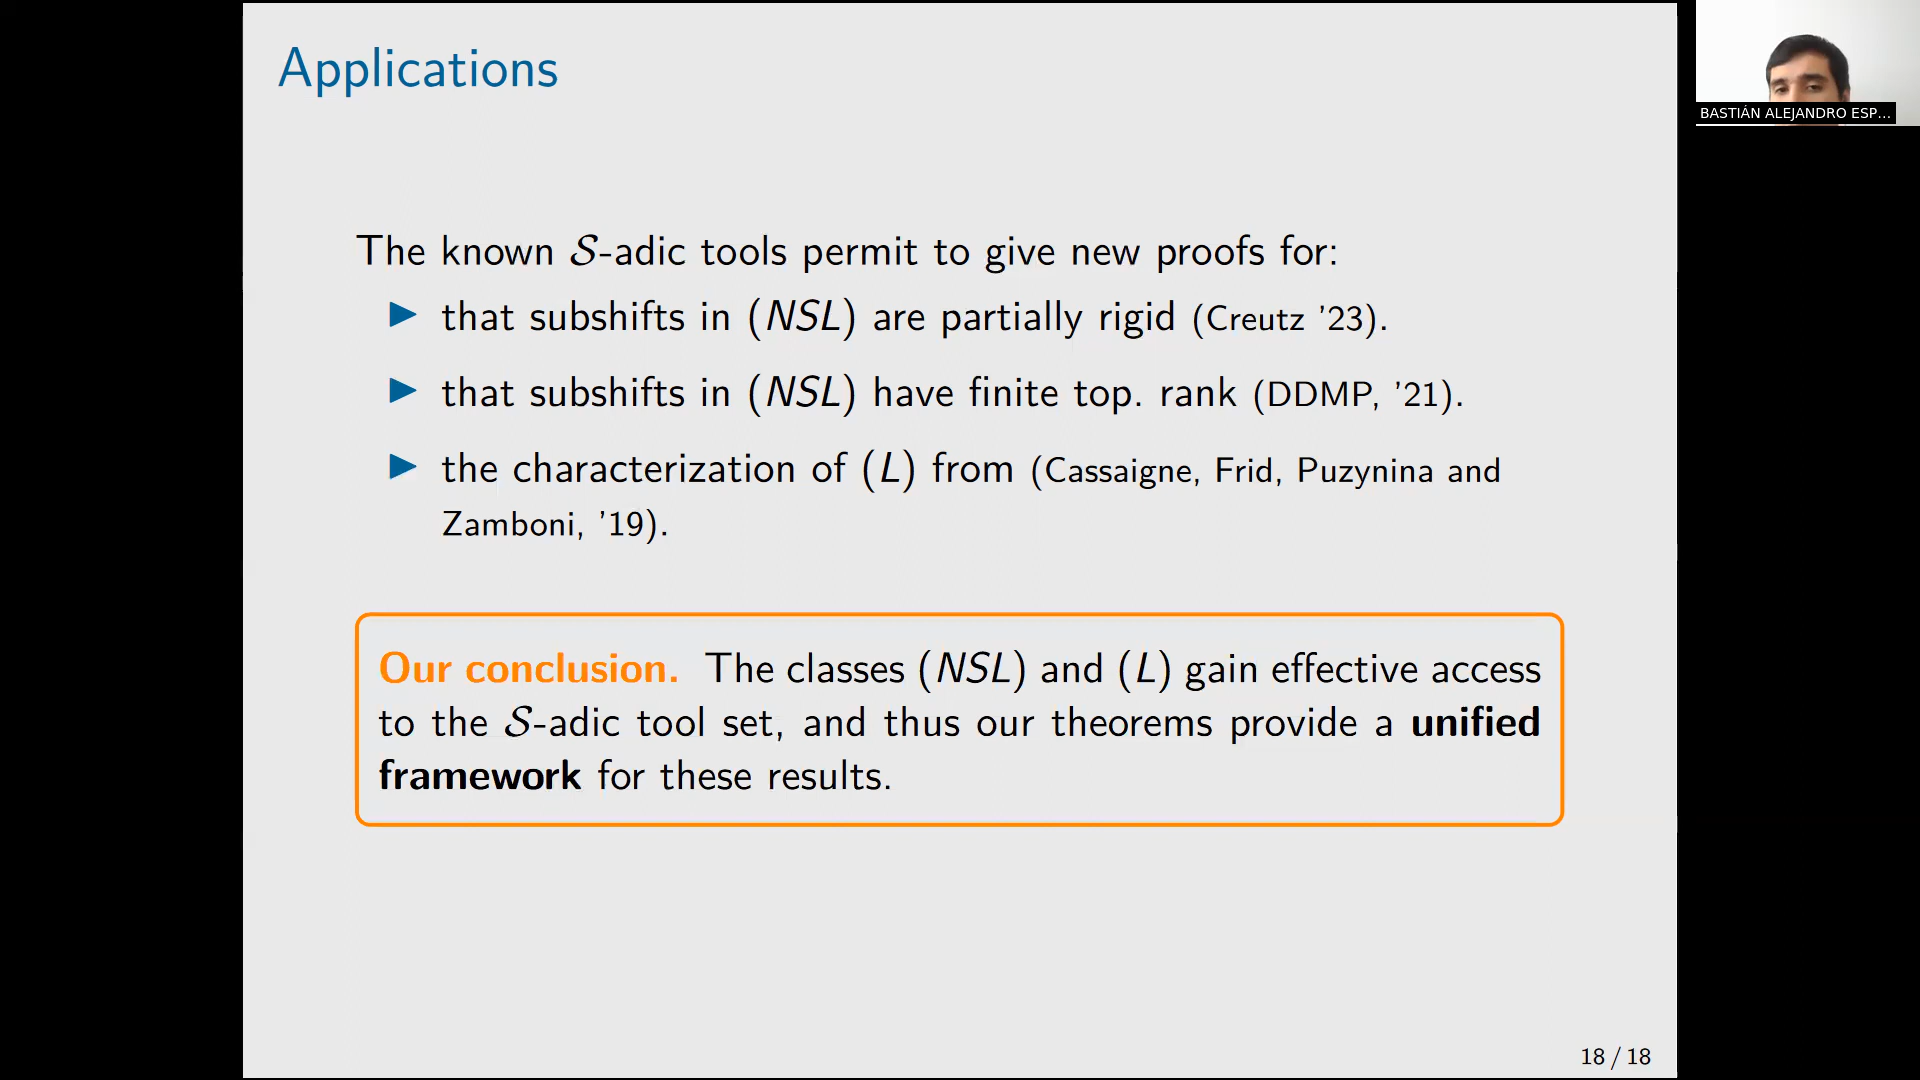 Applications
BASTIÁN ALEJANDRO ESP...
The known 𝒮-adic tools permit to give new proofs for:
▶ that subshifts in (NSL) are partially rigid (Creutz '23).
▶ that subshifts in (NSL) have finite top. rank (DDMP, '21).
▶ the characterization of (L) from (Cassaigne, Frid, Puzynina and
Zamboni, '19).
Our conclusion. The classes (NSL) and (L) gain effective access
to the 𝒮-adic tool set, and thus our theorems provide a unified
framework for these results.
18 / 18